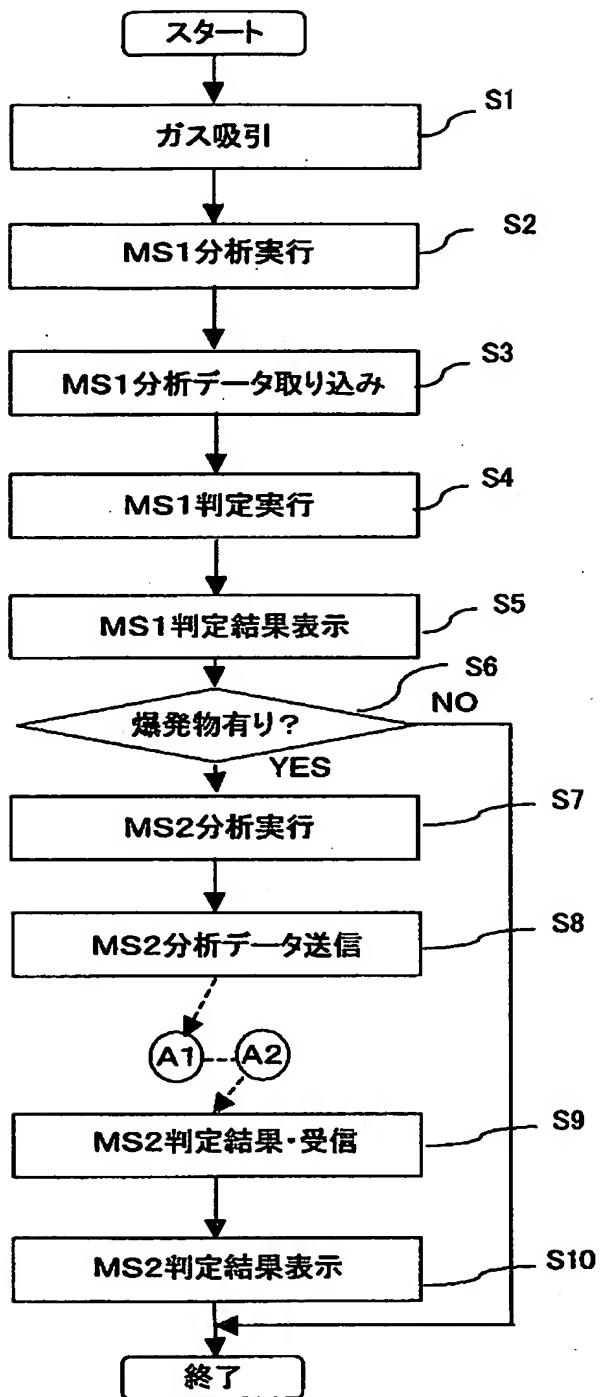 スタート
S1
ガス吸引
S2
MS1分析実行
S3
MS1分析データ取り込み
S4
MS1判定実行
S5
MS1判定結果表示
S6
NO
爆発物有り?
YES
S7
MS2分析実行
S8
MS2分析データ送信
A1
A2
S9
MS2判定結果・受信
S10
MS2判定結果表示
終了